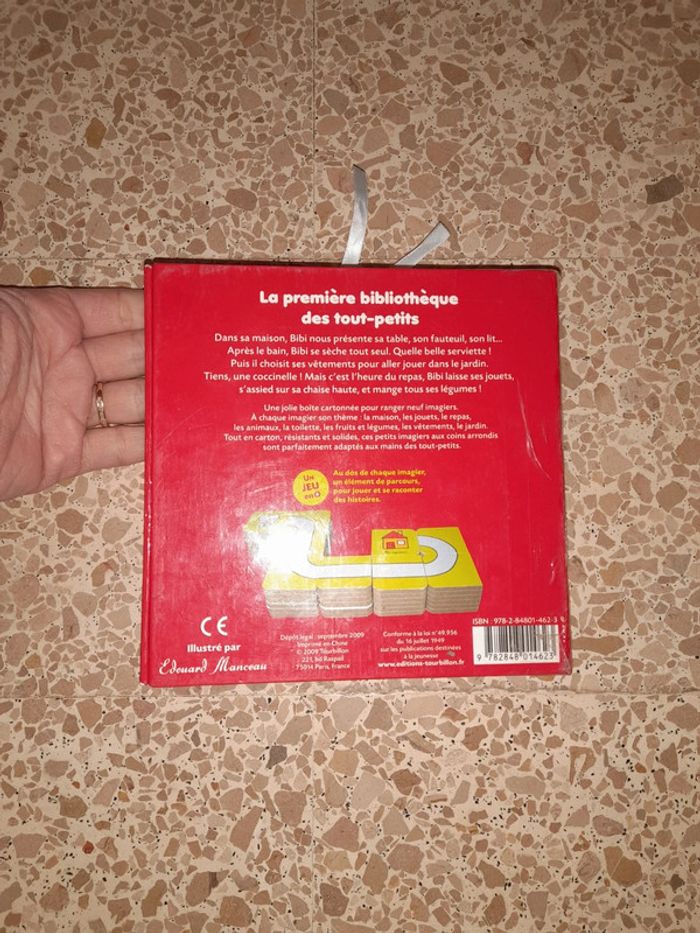 La première bibliothèque
des tout-petits
Dans sa maison, Bibi nous présente sa table, son fauteuil, son lit...
Après le bain, Bibi se sèche tout seul. Quelle belle serviette !
Puis il choisit ses vêtements pour aller jouer dans le jardin.
Tiens, une coccinelle ! Mais c'est l'heure du repas, Bibi laisse ses jouets,
s'assied sur sa chaise haute, et mange tous ses légumes !
Une jolie boîte cartonnée pour ranger neuf imagiers.
À chaque imagier son thème : la maison, les jouets, le repas,
les animaux, la toilette, les fruits et légumes, les vêtements, le jardin.
Tout en carton, résistants et solides, ces petits imagiers aux coins arrondis
sont parfaitement adaptés aux mains des tout-petits.
Un
JEU
en +
Au dos de chaque imagier,
un élément de parcours,
pour jouer et se raconter
des histoires.
CE
Illustré par
Edouard Manceau
Dépôt légal : septembre 2009
Imprimé en Chine
© 2009 Tourbillon
221, bd Raspail
75014 Paris, France
Conforme à la loi n° 49.956
du 16 juillet 1949
sur les publications destinées
à la jeunesse
www.editions-tourbillon.fr
ISBN : 978-2-84801-462-3
9 782848 014623